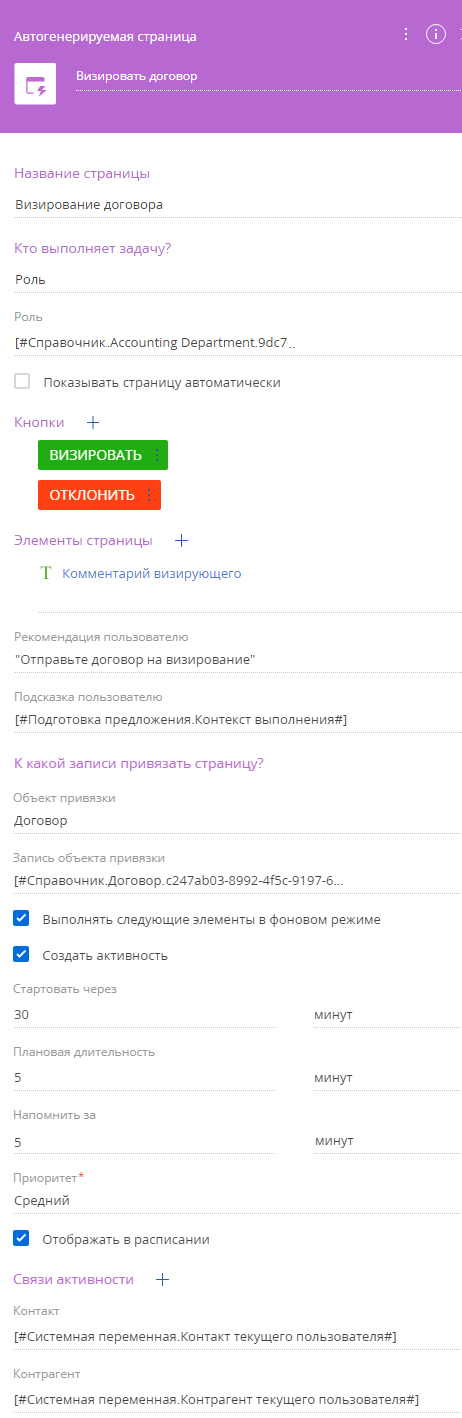 Автогенерируемая страница
Визировать договор
Название страницы
Визирование договора
Кто выполняет задачу?
Роль
Роль
[#Справочник.Accounting Department.9dc7..
Показывать страницу автоматически
Кнопки
ВИЗИРОВАТЬ
ОТКЛОНИТЬ
Элементы страницы
T Комментарий визирующего
Рекомендация пользователю
"Отправьте договор на визирование"
Подсказка пользователю
[#Подготовка предложения.Контекст выполнения#]
К какой записи привязать страницу?
Объект привязки
Договор
Запись объекта привязки
[#Справочник.Договор.c247ab03-8992-4f5c-9197-6...
Выполнять следующие элементы в фоновом режиме
Создать активность
Стартовать через
30 минут
Плановая длительность
5 минут
Напомнить за
5 минут
Приоритет*
Средний
Отображать в расписании
Связи активности
Контакт
[#Системная переменная.Контакт текущего пользователя#]
Контрагент
[#Системная переменная.Контрагент текущего пользователя#]